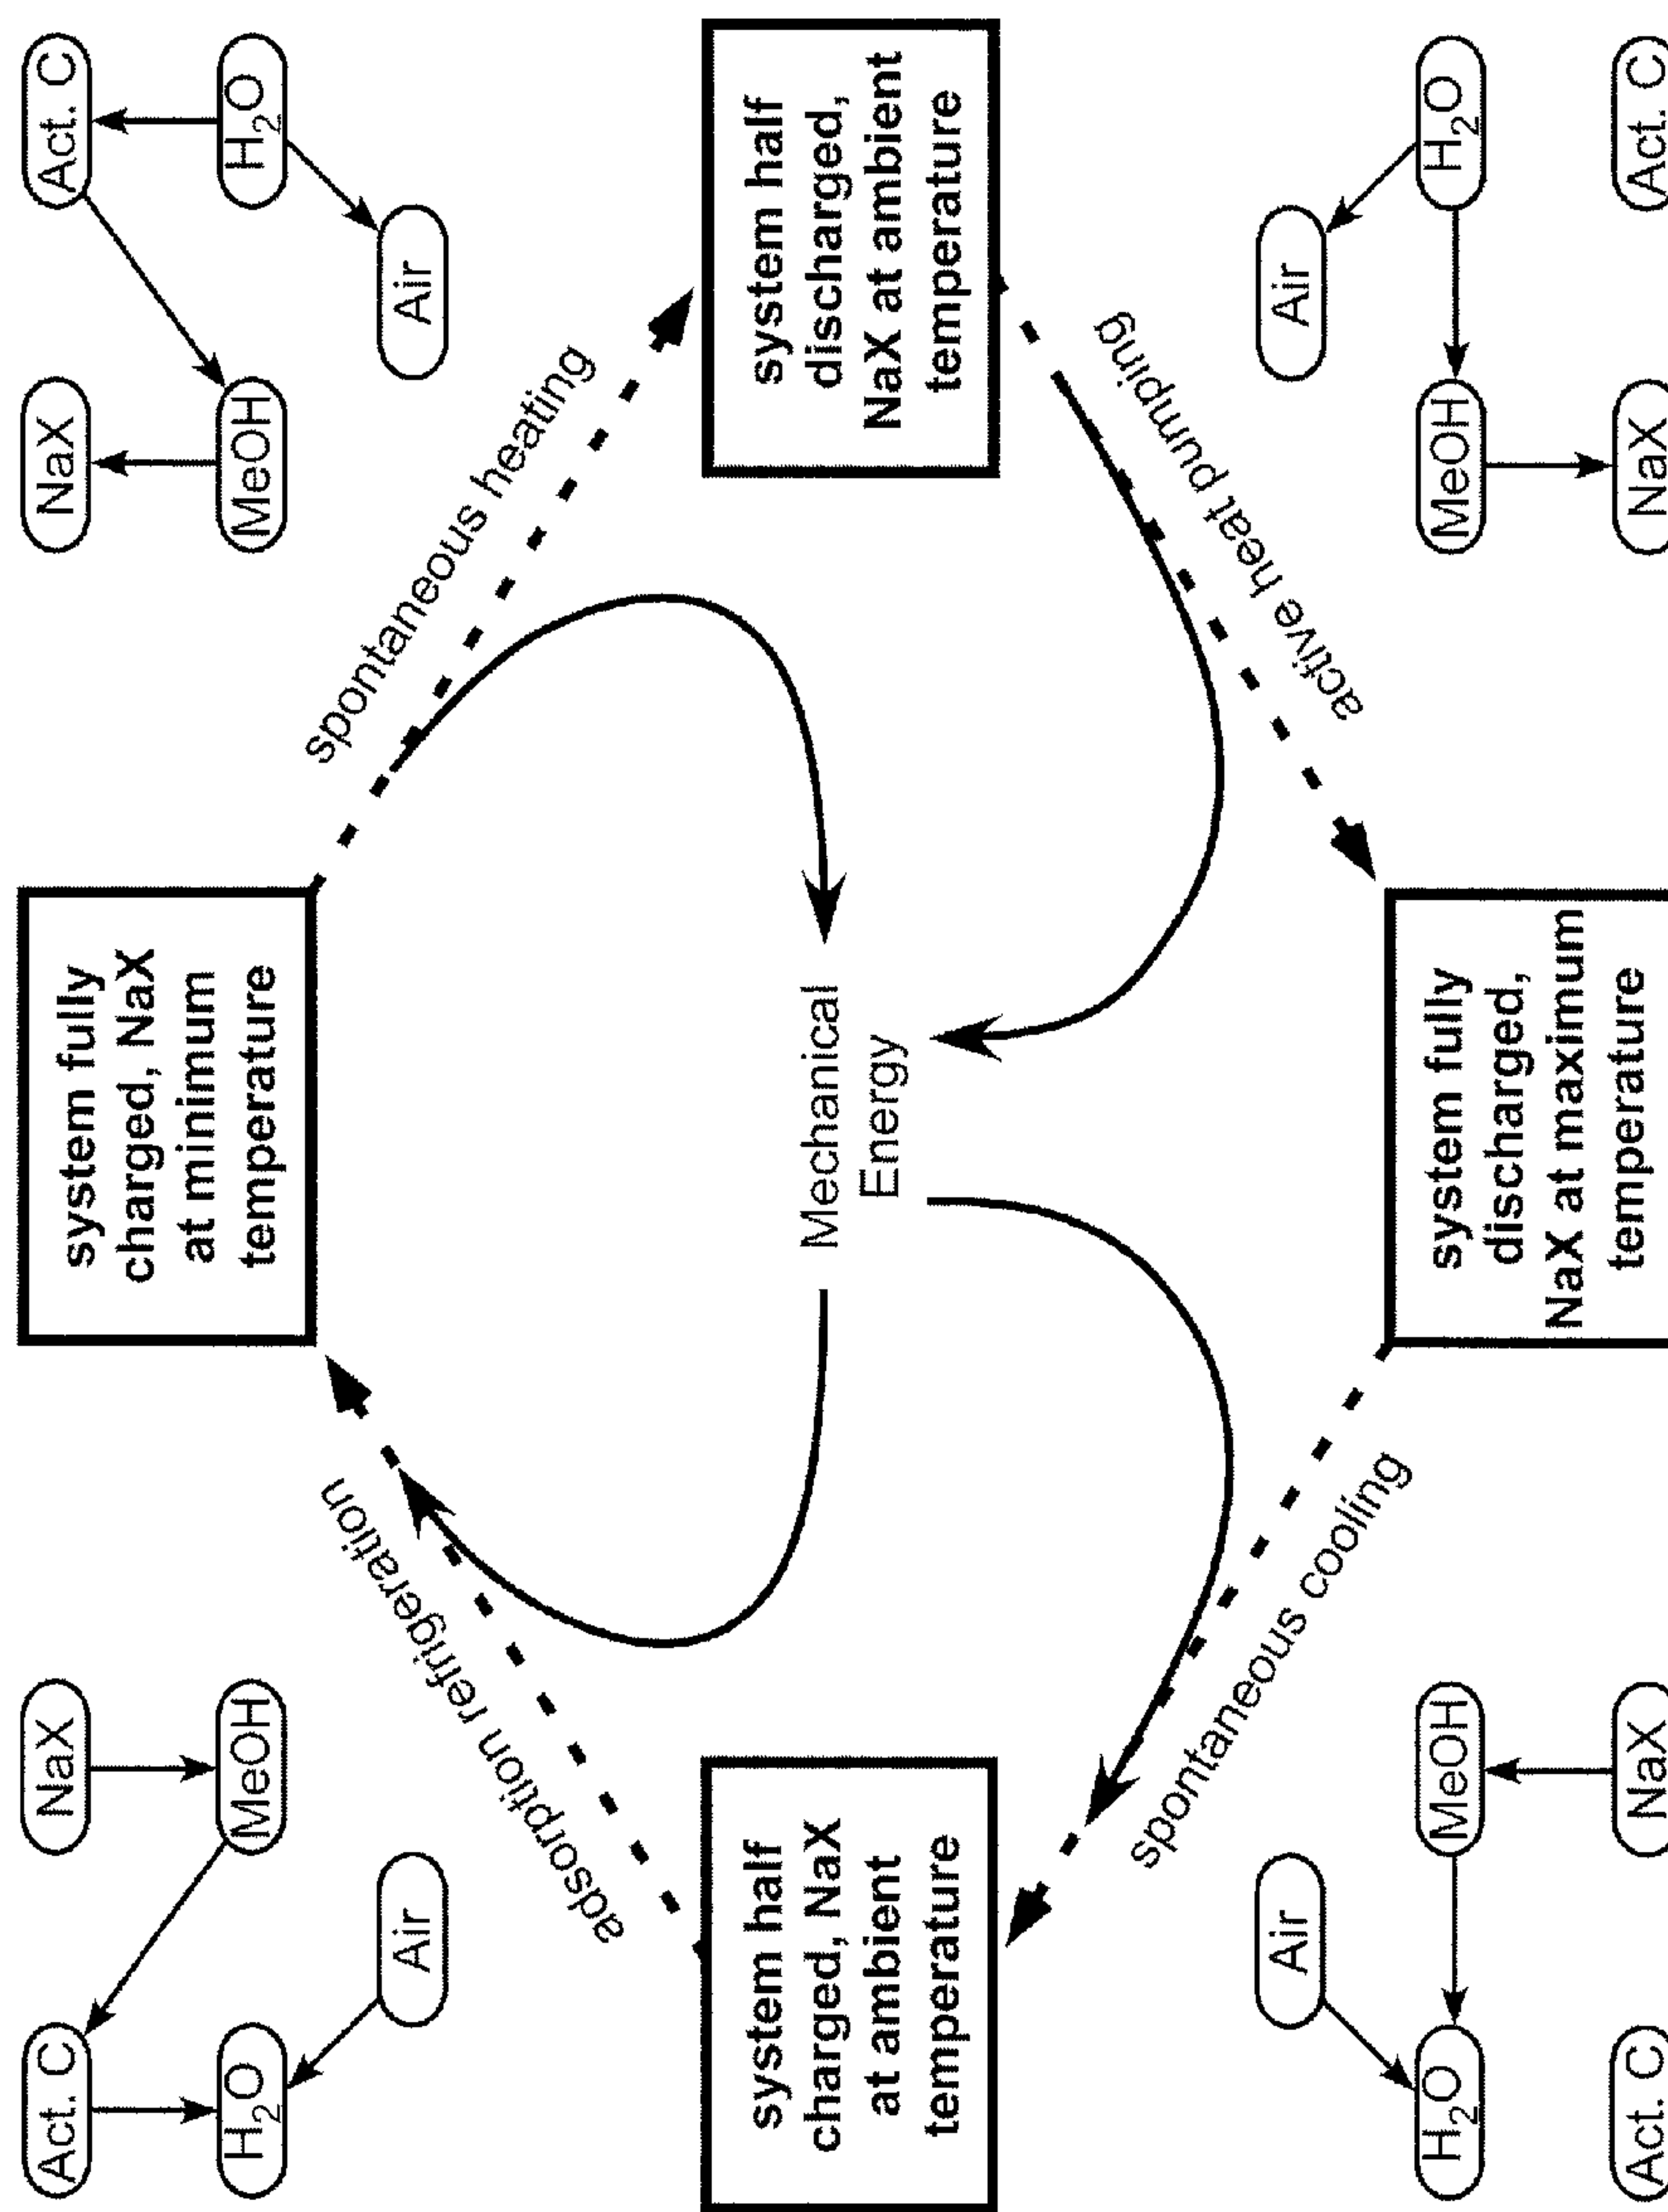 Act. C
NaX
system fully
charged, NaX
at minimum
temperature
NaX
Act. C
H₂O
MeOH
MeOH
H₂O
Air
Air
adsorption refrigeration
spontaneous heating
system half
charged, NaX
at ambient
temperature
Mechanical
Energy
system half
discharged,
NaX at ambient
temperature
spontaneous cooling
active heat pumping
Air
Air
H₂O
MeOH
system fully
discharged,
NaX at maximum
temperature
MeOH
H₂O
Act. C
NaX
NaX
Act. C